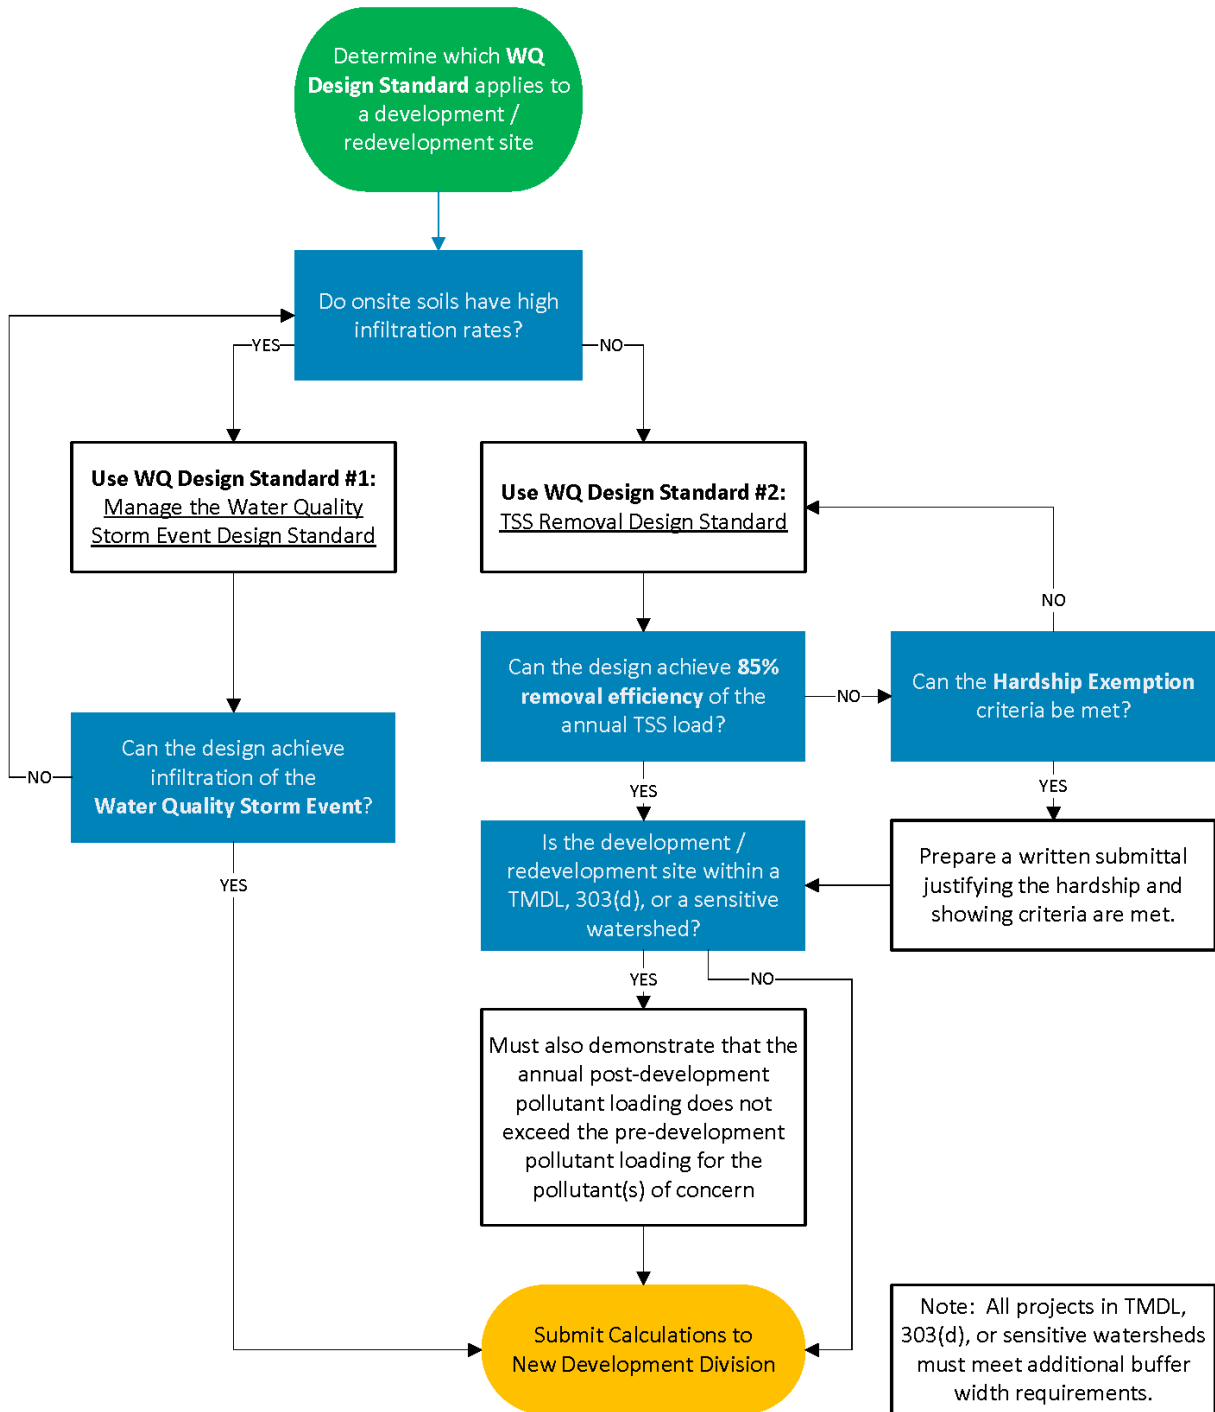 Determine which WQ
Design Standard applies to
a development /
redevelopment site
Do onsite soils have high
infiltration rates?
YES
NO
Use WQ Design Standard #1:
Manage the Water Quality
Storm Event Design Standard
Use WQ Design Standard #2:
TSS Removal Design Standard
NO
Can the design achieve 85%
removal efficiency of the
annual TSS load?
NO
Can the Hardship Exemption
criteria be met?
Can the design achieve
infiltration of the
Water Quality Storm Event?
NO
YES
YES
YES
Is the development /
redevelopment site within a
TMDL, 303(d), or a sensitive
watershed?
Prepare a written submittal
justifying the hardship and
showing criteria are met.
YES
NO
Must also demonstrate that the
annual post-development
pollutant loading does not
exceed the pre-development
pollutant loading for the
pollutant(s) of concern
Submit Calculations to
New Development Division
Note:  All projects in TMDL,
303(d), or sensitive watersheds
must meet additional buffer
width requirements.